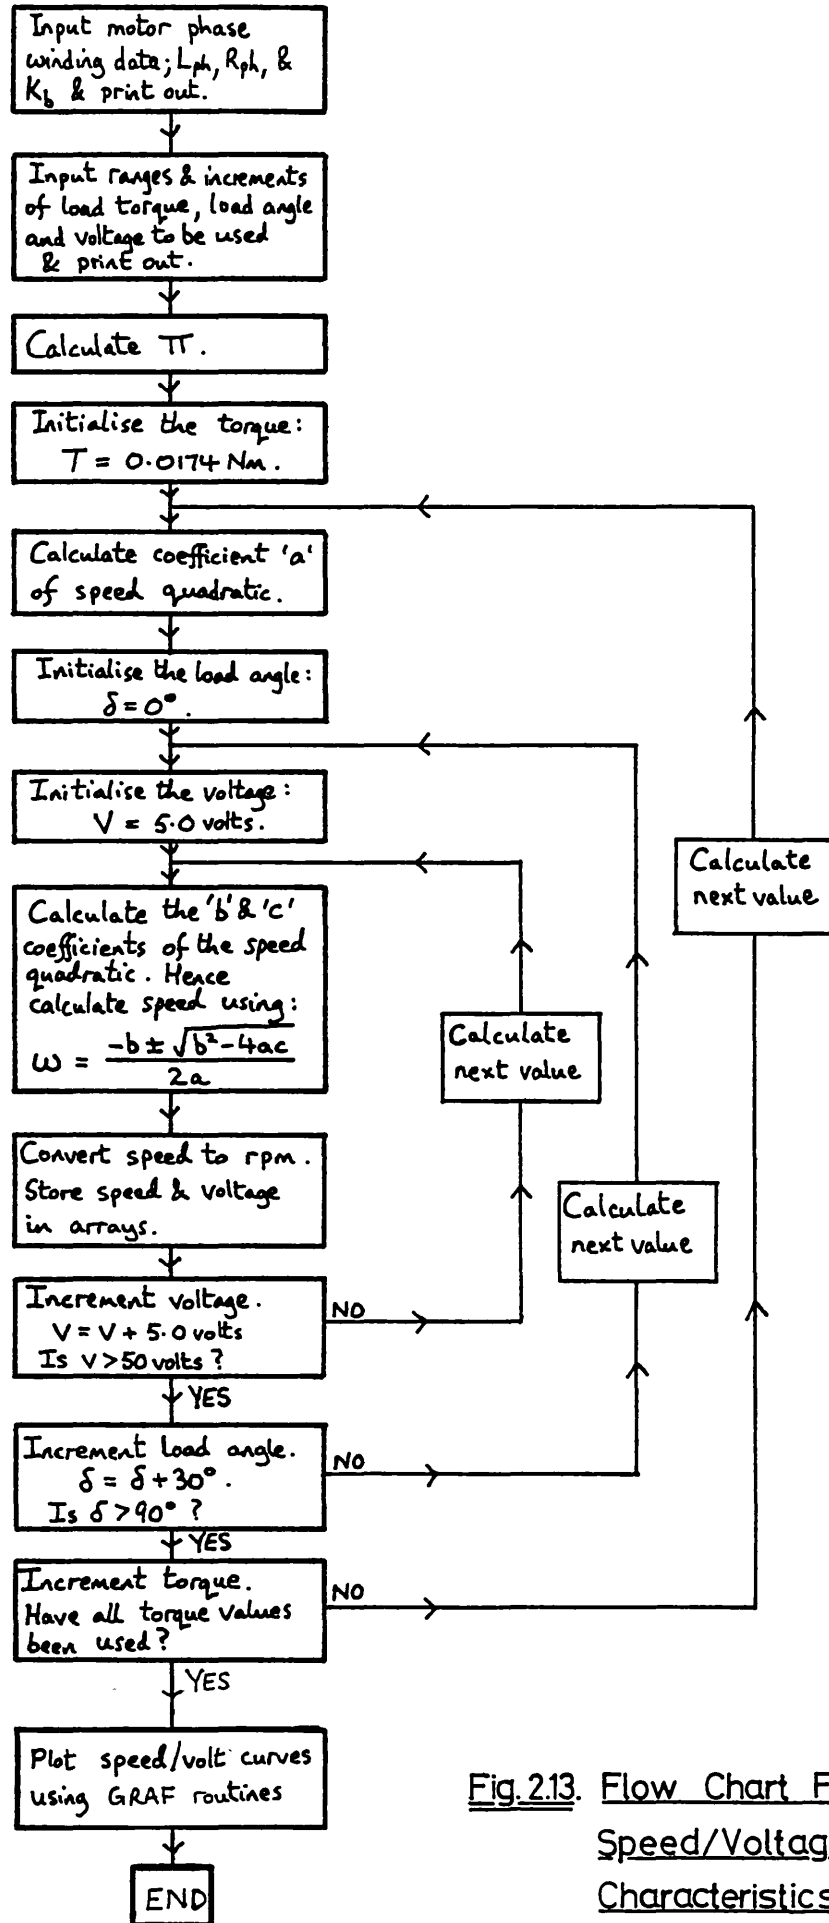 Input motor phase
winding data; Lph, Rph, &
Kb & print out.
Input ranges & increments
of load torque, load angle
and voltage to be used
& print out.
Calculate π.
Initialise the torque:
T = 0.0174 Nm.
Calculate coefficient 'a'
of speed quadratic.
Initialise the load angle:
δ = 0°.
Initialise the voltage:
V = 5.0 volts.
Calculate the 'b' & 'c'
coefficients of the speed
quadratic. Hence
calculate speed using:
ω = (-b ± √(b² - 4ac)) / 2a
Convert speed to rpm.
Store speed & voltage
in arrays.
Increment voltage.
V = V + 5.0 volts
Is V > 50 volts ?
NO
YES
Increment load angle.
δ = δ + 30°.
Is δ > 90° ?
NO
YES
Increment torque.
Have all torque values
been used ?
NO
YES
Plot speed/volt curves
using GRAF routines
END
Calculate
next value
Calculate
next value
Calculate
next value
Fig. 2.13. Flow Chart F
Speed/Voltag
Characteristics